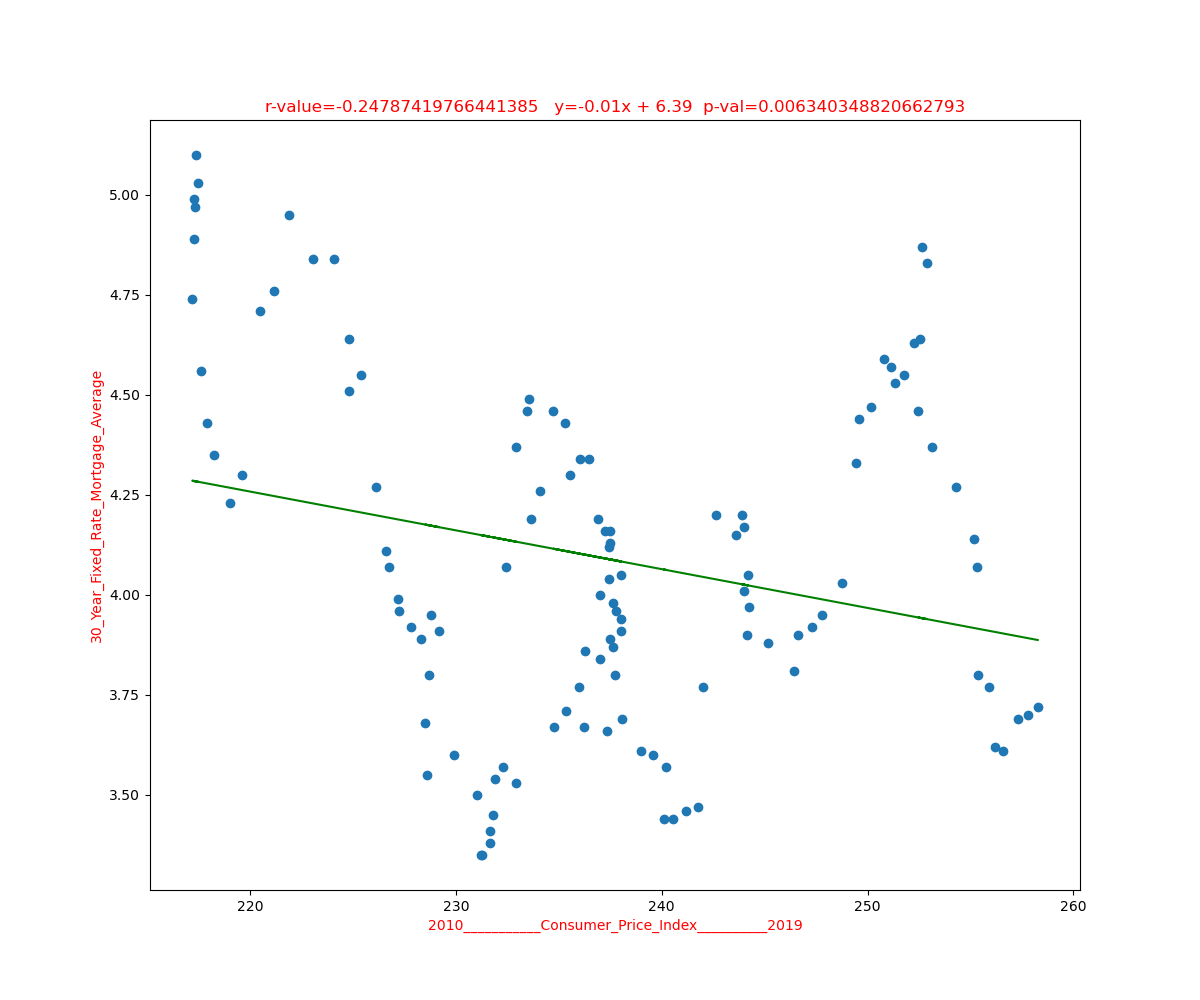 r-value=-0.24787419766441385   y=-0.01x + 6.39  p-val=0.006340348820662793
30_Year_Fixed_Rate_Mortgage_Average
5.00
4.75
4.50
4.25
4.00
3.75
3.50
220 230 240 250 260
2010___________Consumer_Price_Index__________2019